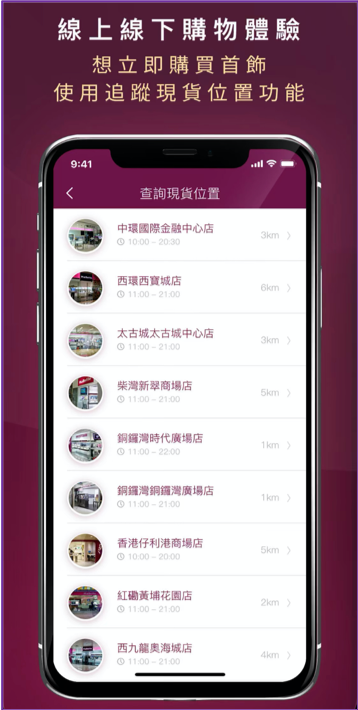 線上線下購物體驗
想立即購買首飾
使用追蹤現貨位置功能
9:41
查詢現貨位置
中環國際金融中心店
10:00 – 20:30
3km
西環西寶城店
11:00 – 21:00
6km
太古城太古城中心店
11:00 – 21:00
3km
柴灣新翠商場店
11:00 – 21:00
5km
銅鑼灣時代廣場店
11:00 – 22:00
1km
銅鑼灣銅鑼灣廣場店
11:00 – 21:00
1km
香港仔利港商場店
10:00 – 20:00
5km
紅磡黃埔花園店
11:00 – 21:00
2km
西九龍奧海城店
11:00 – 21:00
4km